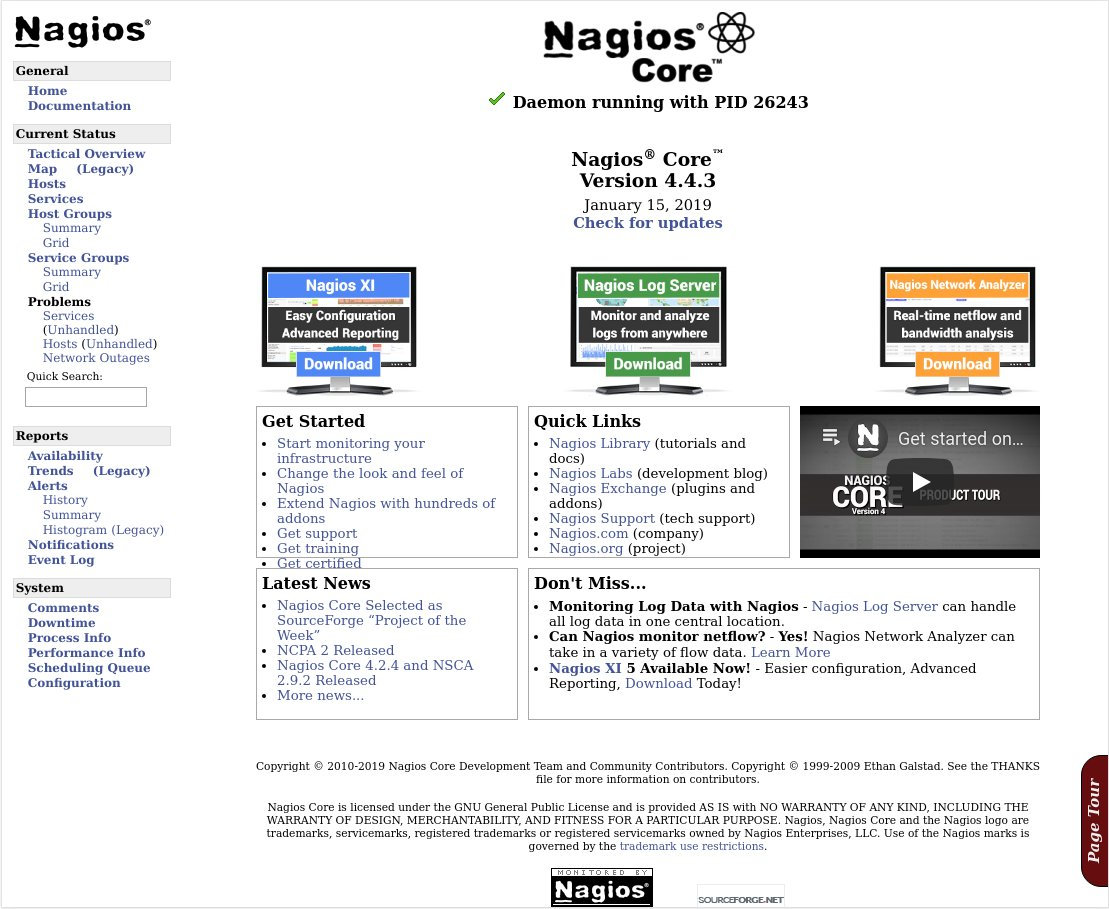 Nagios®
General
Home
Documentation
Current Status
Tactical Overview
Map (Legacy)
Hosts
Services
Host Groups
Summary
Grid
Service Groups
Summary
Grid
Problems
Services
(Unhandled)
Hosts (Unhandled)
Network Outages
Quick Search:
Reports
Availability
Trends (Legacy)
Alerts
History
Summary
Histogram (Legacy)
Notifications
Event Log
System
Comments
Downtime
Process Info
Performance Info
Scheduling Queue
Configuration
Nagios®
Core™
Daemon running with PID 26243
Nagios® Core™
Version 4.4.3
January 15, 2019
Check for updates
Nagios XI
Easy Configuration
Advanced Reporting
Download
Nagios Log Server
Monitor and analyze
logs from anywhere
Download
Nagios Network Analyzer
Real-time netflow and
bandwidth analysis
Download
Get Started
• Start monitoring your
infrastructure
• Change the look and feel of
Nagios
• Extend Nagios with hundreds of
addons
• Get support
• Get training
• Get certified
Quick Links
• Nagios Library (tutorials and
docs)
• Nagios Labs (development blog)
• Nagios Exchange (plugins and
addons)
• Nagios Support (tech support)
• Nagios.com (company)
• Nagios.org (project)
N
Get started on...
NAGIOS
CORE
Version 4
PRODUCT TOUR
Latest News
• Nagios Core Selected as
SourceForge “Project of the
Week”
• NCPA 2 Released
• Nagios Core 4.2.4 and NSCA
2.9.2 Released
• More news...
Don't Miss...
• Monitoring Log Data with Nagios - Nagios Log Server can handle
all log data in one central location.
• Can Nagios monitor netflow? - Yes! Nagios Network Analyzer can
take in a variety of flow data. Learn More
• Nagios XI 5 Available Now! - Easier configuration, Advanced
Reporting, Download Today!
Copyright © 2010-2019 Nagios Core Development Team and Community Contributors. Copyright © 1999-2009 Ethan Galstad. See the THANKS
file for more information on contributors.
Nagios Core is licensed under the GNU General Public License and is provided AS IS with NO WARRANTY OF ANY KIND, INCLUDING THE
WARRANTY OF DESIGN, MERCHANTABILITY, AND FITNESS FOR A PARTICULAR PURPOSE. Nagios, Nagios Core and the Nagios logo are
trademarks, servicemarks, registered trademarks or registered servicemarks owned by Nagios Enterprises, LLC. Use of the Nagios marks is
governed by the trademark use restrictions.
MONITORED BY
Nagios®
SOURCEFORGE.NET
Page Tour